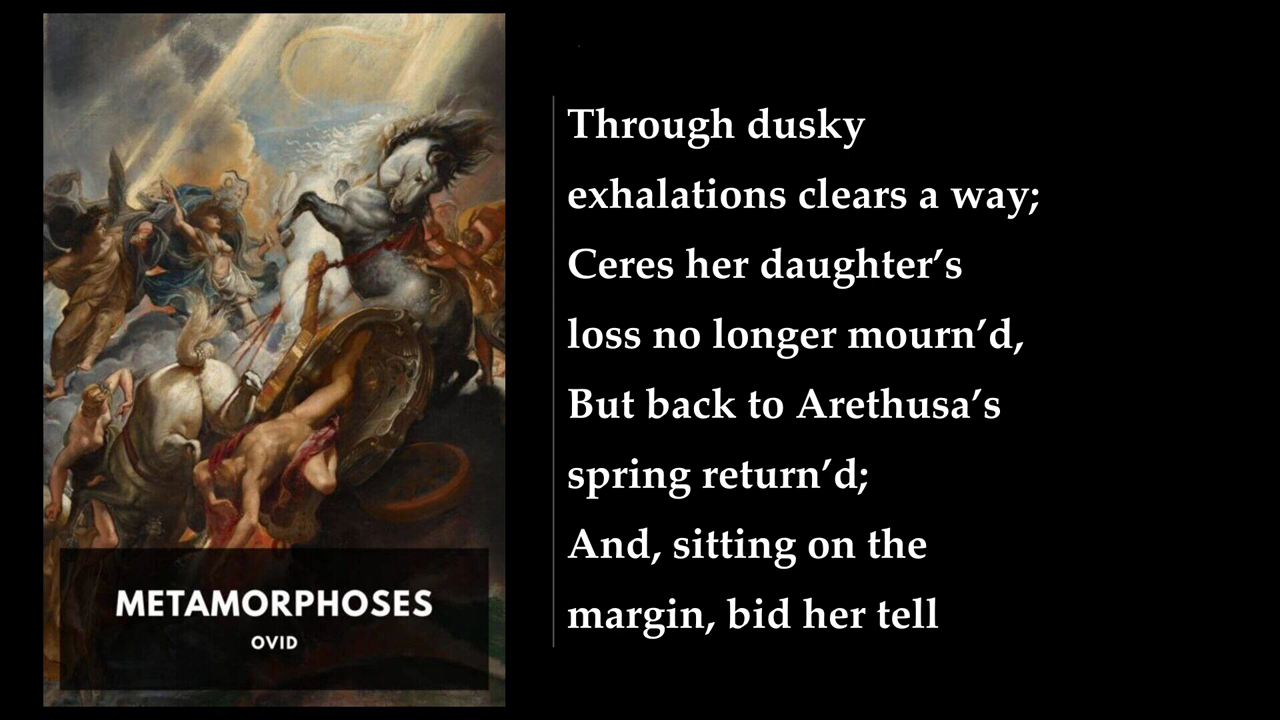 METAMORPHOSES
OVID
Through dusky
exhalations clears a way;
Ceres her daughter’s
loss no longer mourn’d,
But back to Arethusa’s
spring return’d;
And, sitting on the
margin, bid her tell